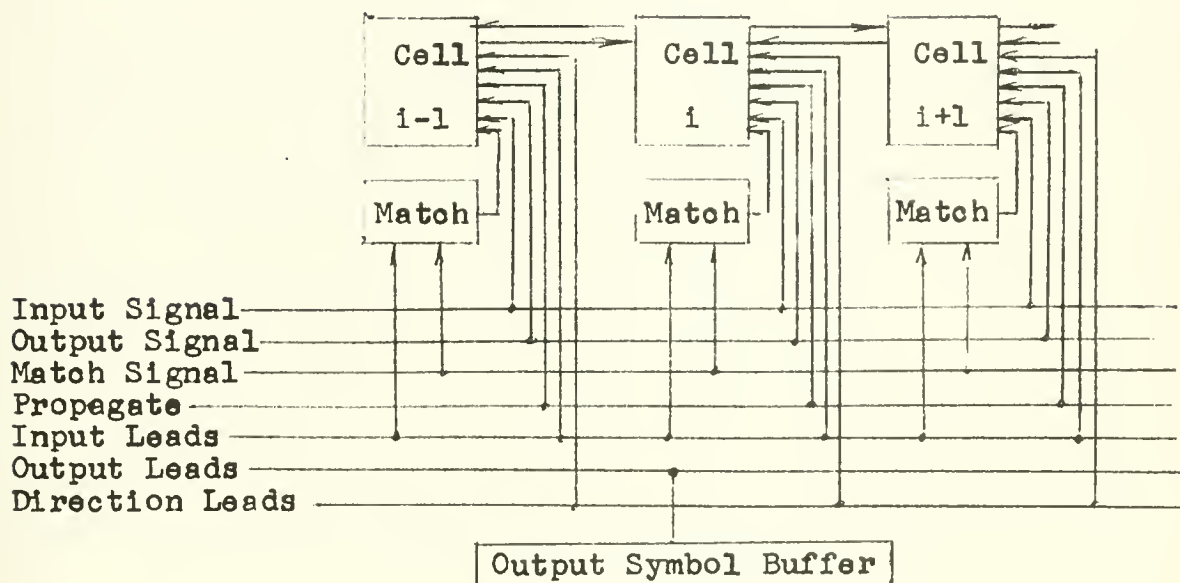 Cell Cell Cell
i-1 i i+1
Match Match Match
Input Signal
Output Signal
Match Signal
Propagate
Input Leads
Output Leads
Direction Leads
Output Symbol Buffer